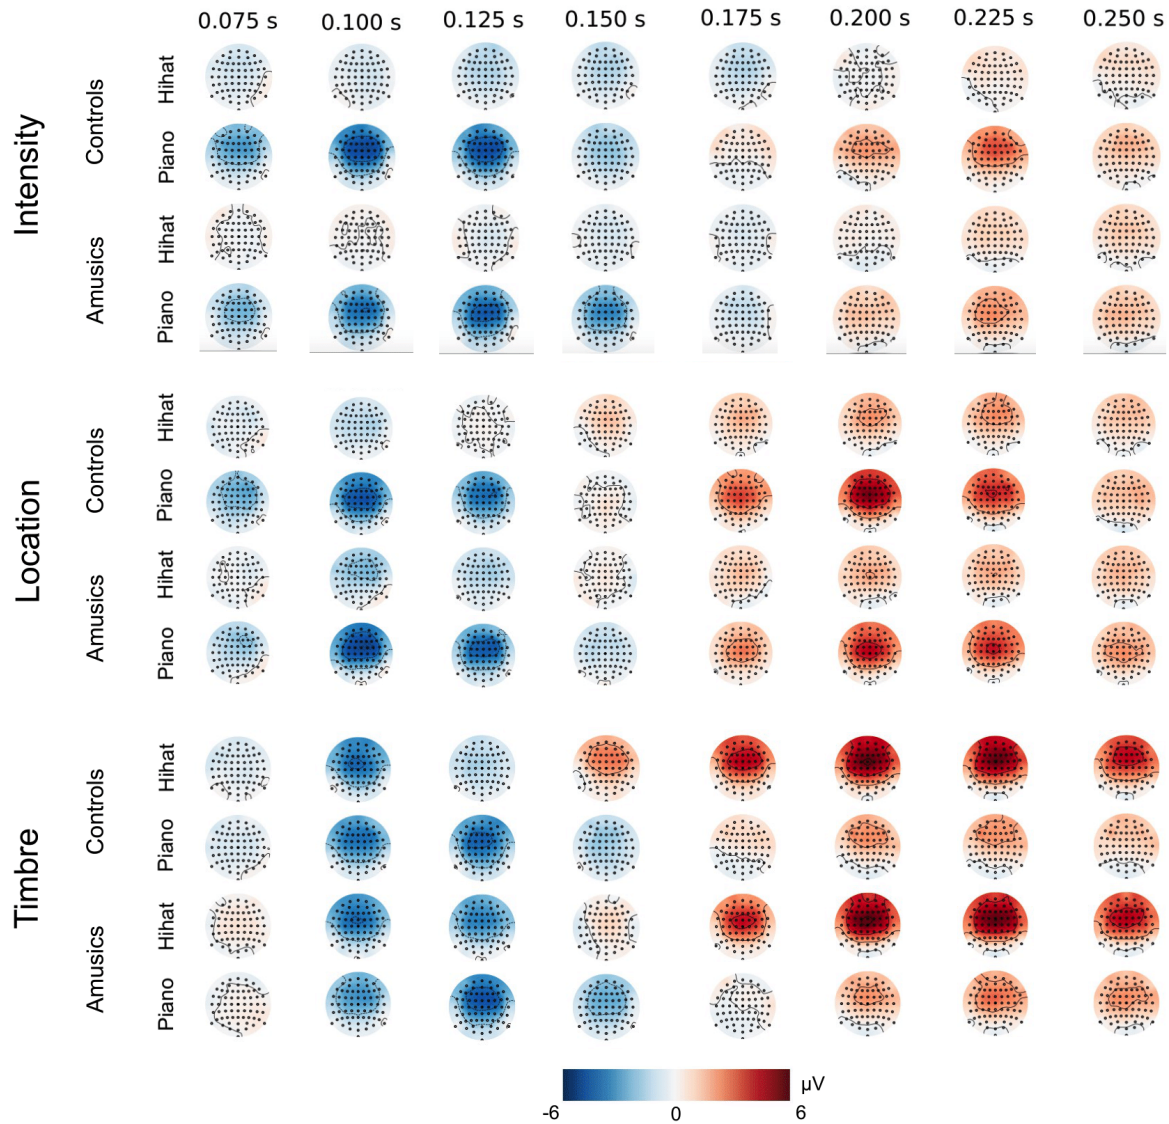 0.075 s 0.100 s 0.125 s 0.150 s 0.175 s 0.200 s 0.225 s 0.250 s
Intensity
Controls
Hihat
Piano
Amusics
Hihat
Piano
Location
Controls
Hihat
Piano
Amusics
Hihat
Piano
Timbre
Controls
Hihat
Piano
Amusics
Hihat
Piano
µV
-6 0 6